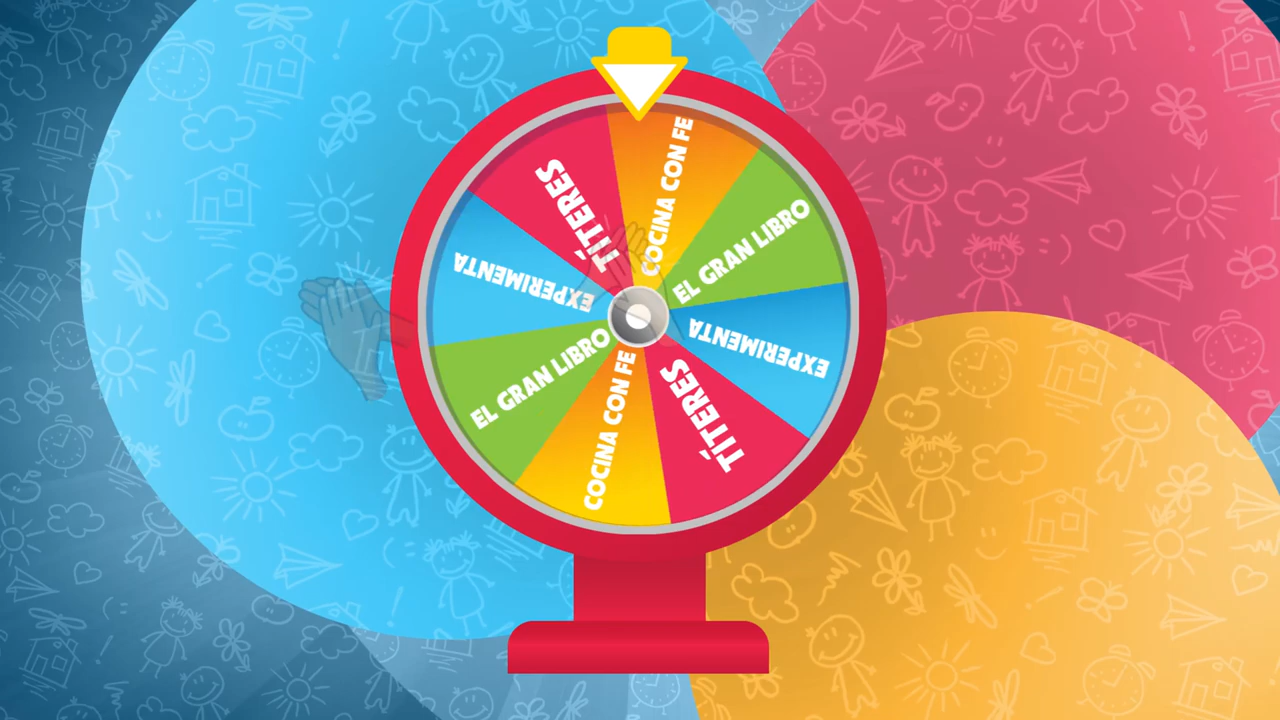 COCINA CON FE
EL GRAN LIBRO
EXPERIMENTA
TÍTERES
COCINA CON FE
EL GRAN LIBRO
EXPERIMENTA
TÍTERES